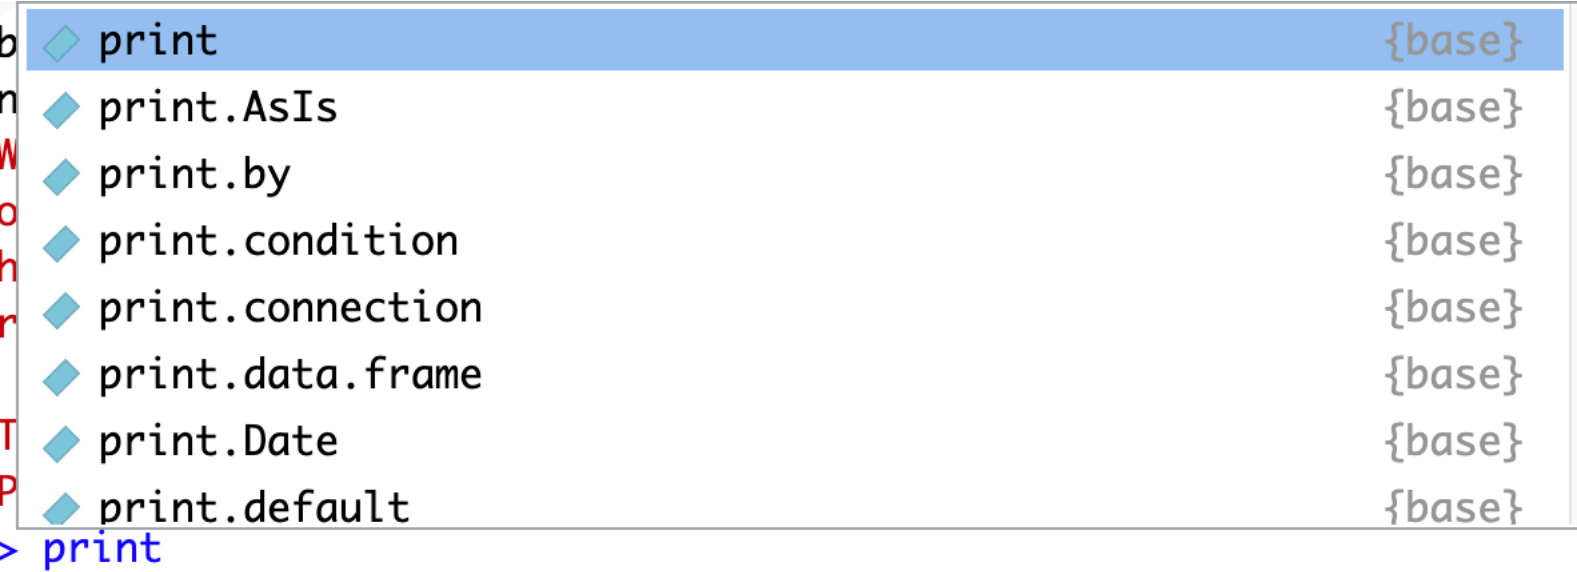 print {base}
print.AsIs {base}
print.by {base}
print.condition {base}
print.connection {base}
print.data.frame {base}
print.Date {base}
print.default {base}
> print